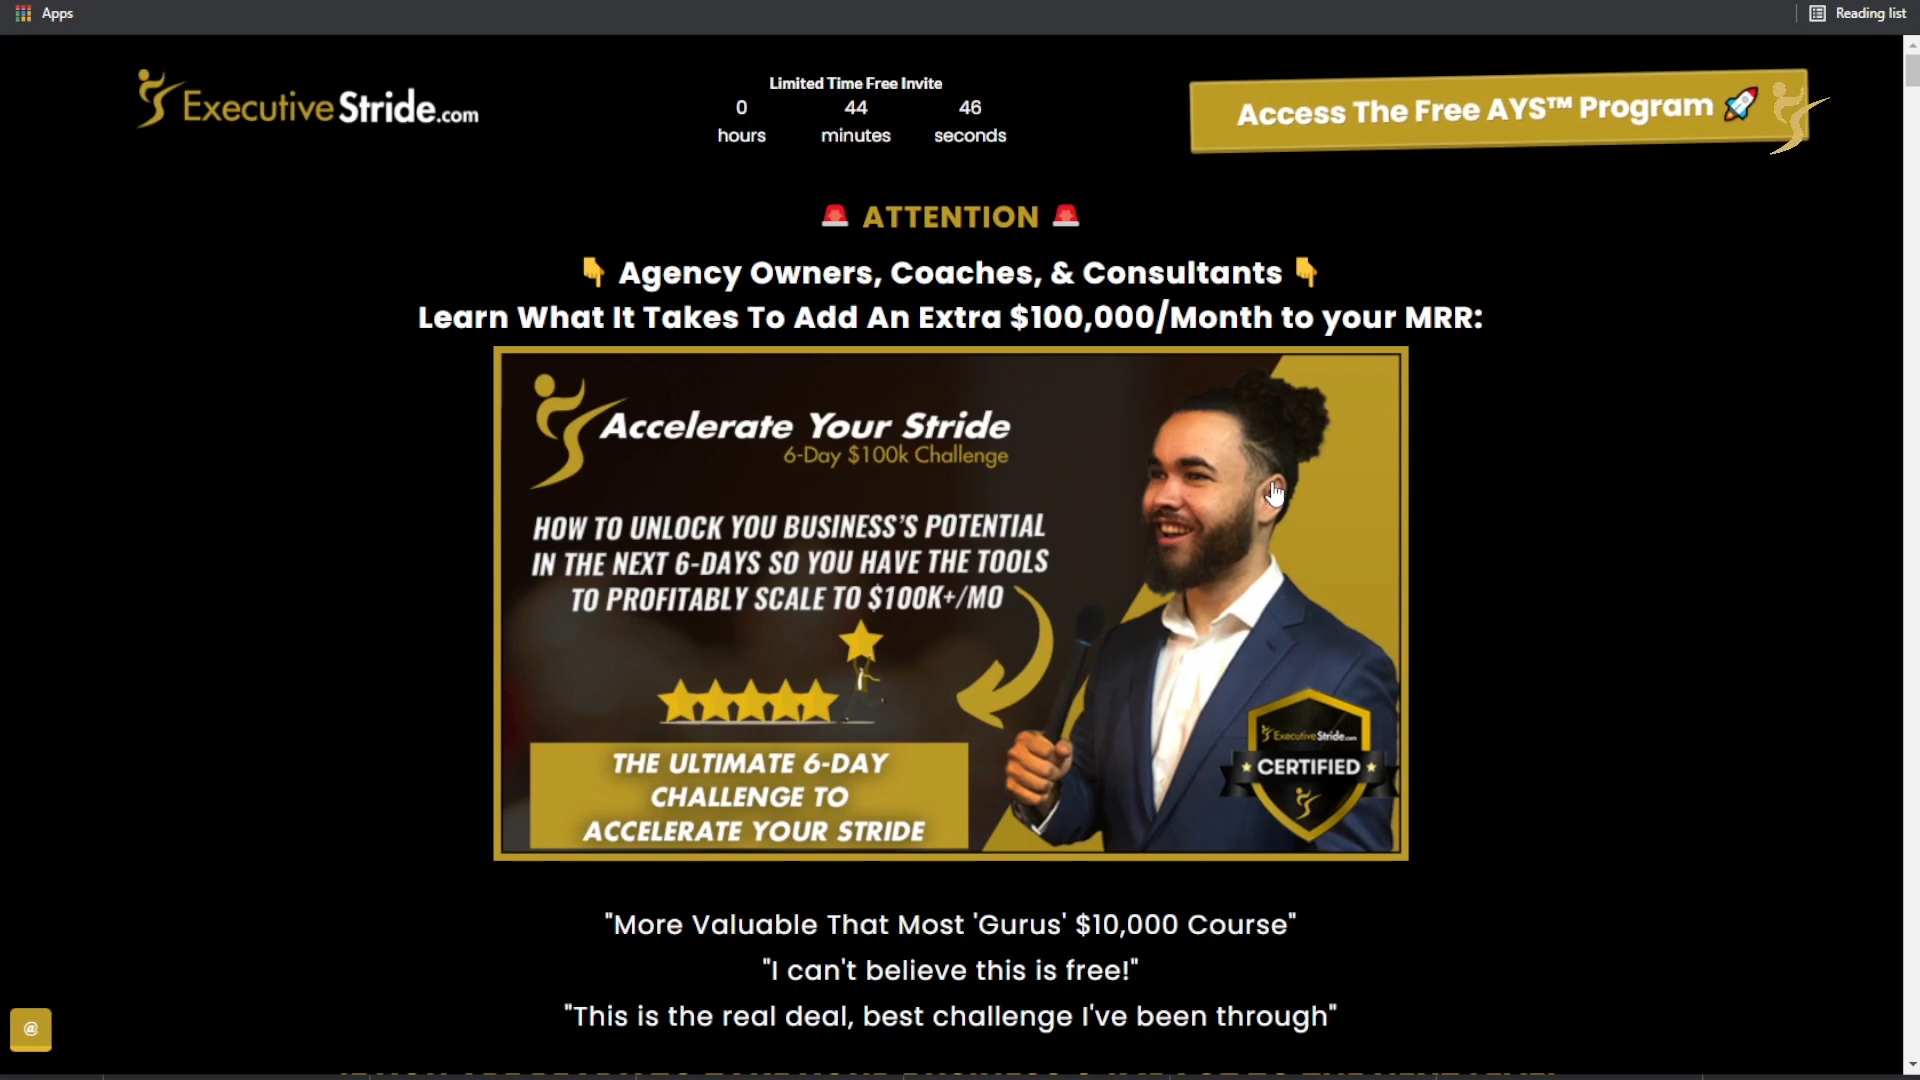 Apps
Reading list
ExecutiveStride.com
Limited Time Free Invite
0 44 46
hours minutes seconds
Access The Free AYS™ Program 🚀
🚨 ATTENTION 🚨
👇 Agency Owners, Coaches, & Consultants 👇
Learn What It Takes To Add An Extra $100,000/Month to your MRR:
Accelerate Your Stride
6-Day $100k Challenge
HOW TO UNLOCK YOU BUSINESS'S POTENTIAL
IN THE NEXT 6-DAYS SO YOU HAVE THE TOOLS
TO PROFITABLY SCALE TO $100K+/MO
THE ULTIMATE 6-DAY
CHALLENGE TO
ACCELERATE YOUR STRIDE
ExecutiveStride.com
CERTIFIED
"More Valuable That Most 'Gurus' $10,000 Course"
"I can't believe this is free!"
"This is the real deal, best challenge I've been through"
@